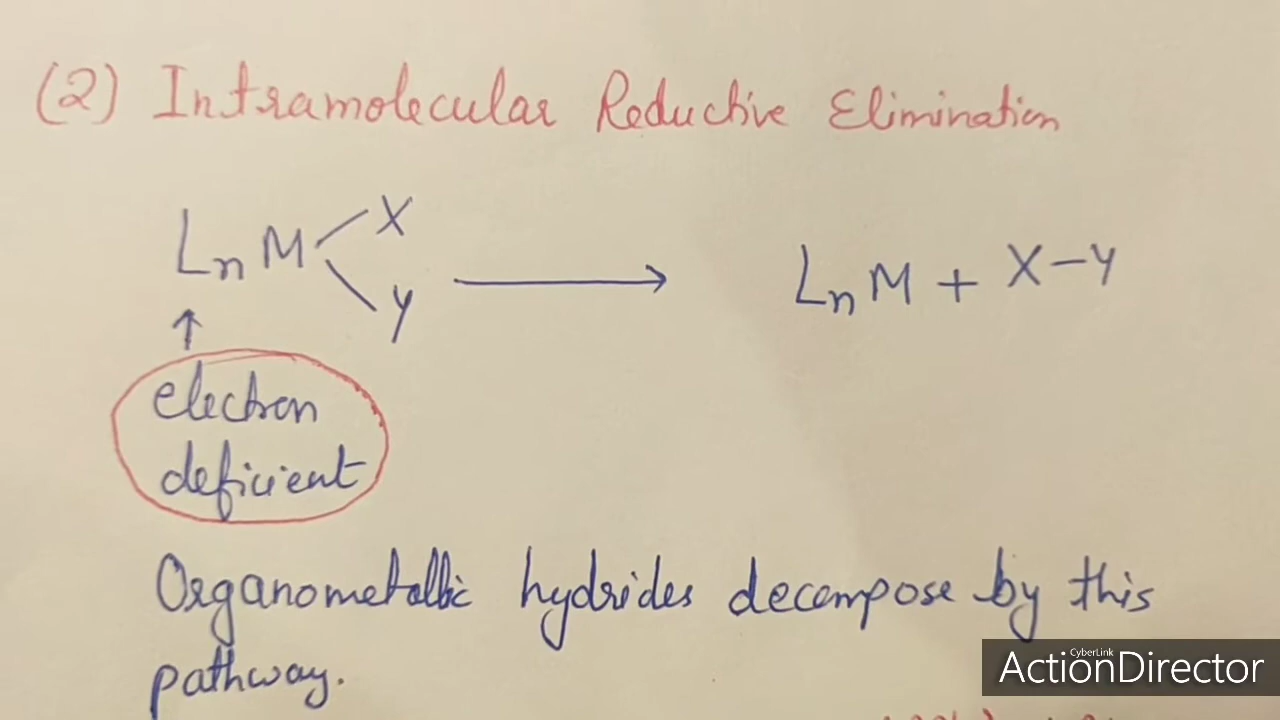 (2) Intramolecular Reductive Elimination
LnM X Y → LnM + X-Y
↑
electron
deficient
Organometallic hydrides decompose by this
pathway.
CyberLink
ActionDirector